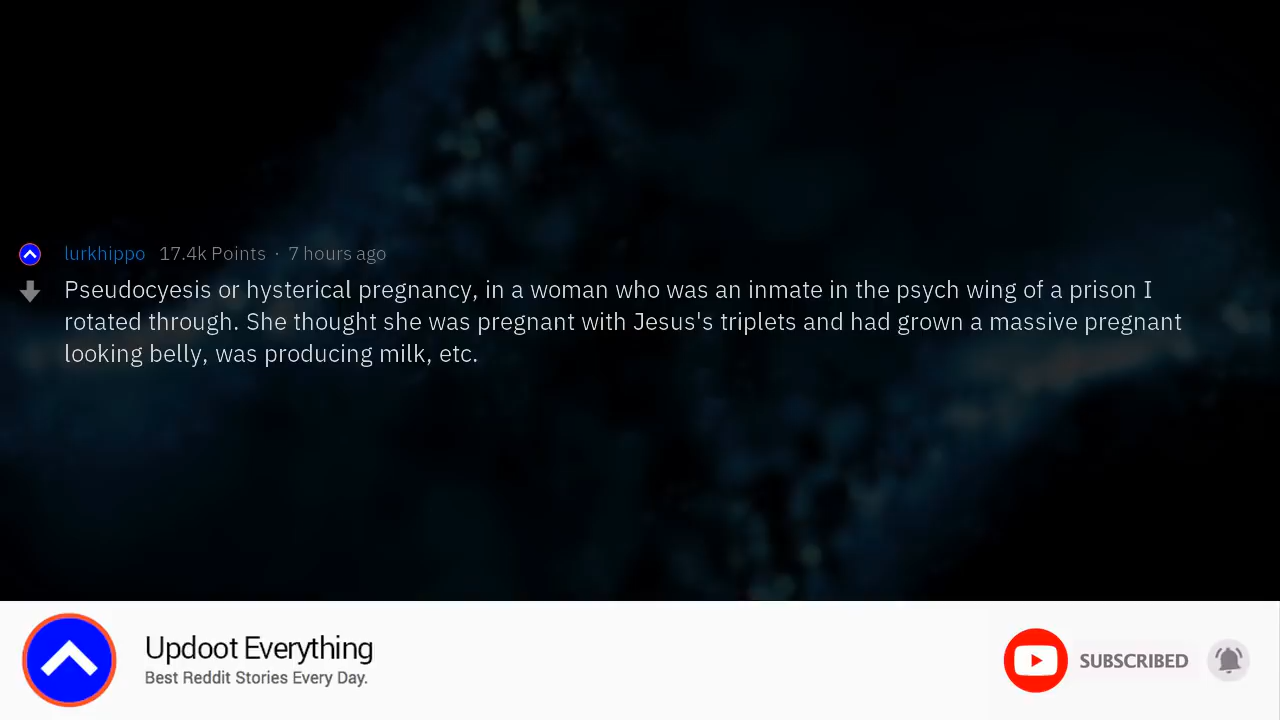 lurkhippo 17.4k Points · 7 hours ago
Pseudocyesis or hysterical pregnancy, in a woman who was an inmate in the psych wing of a prison I
rotated through. She thought she was pregnant with Jesus's triplets and had grown a massive pregnant
looking belly, was producing milk, etc.
Updoot Everything
Best Reddit Stories Every Day.
SUBSCRIBED